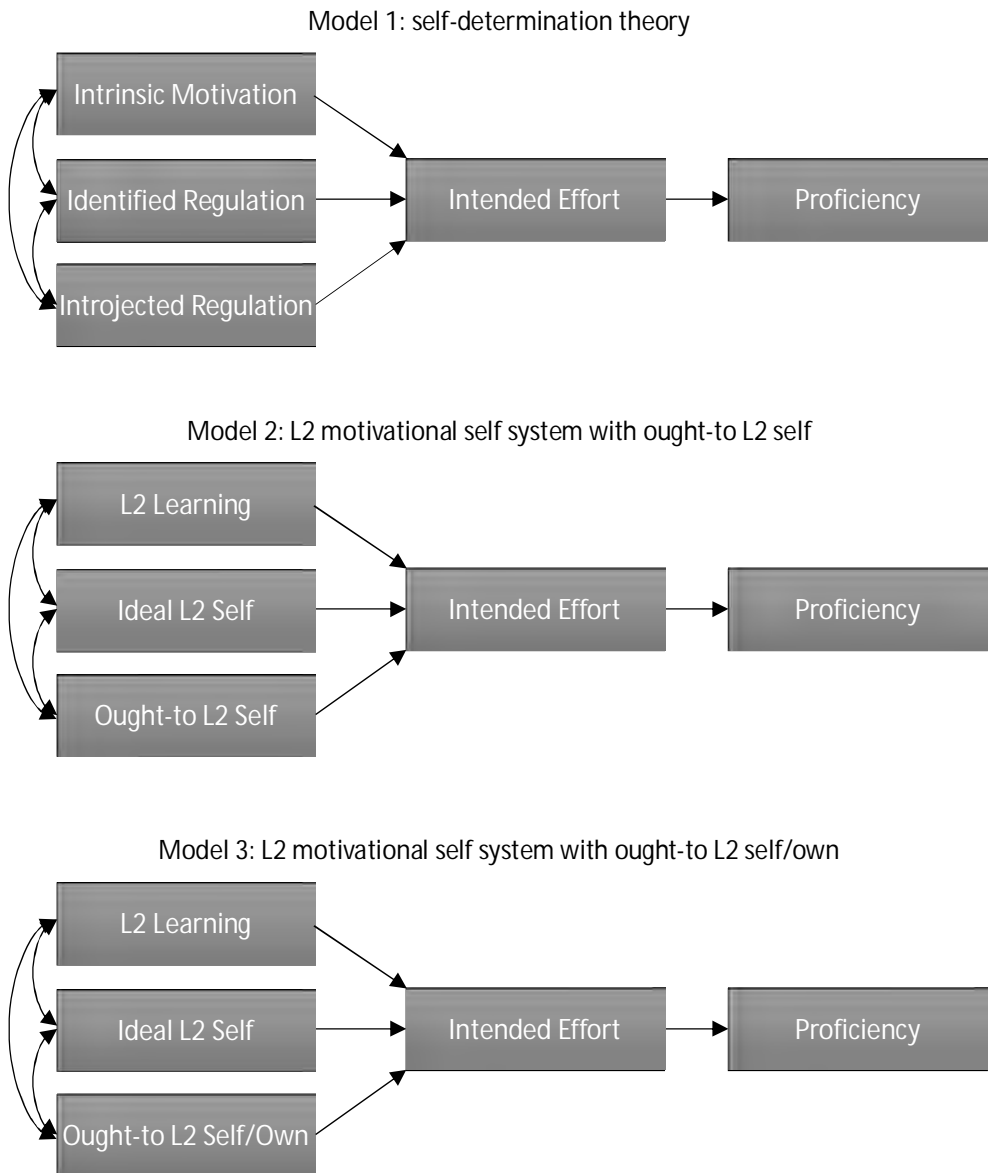 Model 1: self-determination theory
Intrinsic Motivation
Identified Regulation
Introjected Regulation
Intended Effort
Proficiency
Model 2: L2 motivational self system with ought-to L2 self
L2 Learning
Ideal L2 Self
Ought-to L2 Self
Intended Effort
Proficiency
Model 3: L2 motivational self system with ought-to L2 self/own
L2 Learning
Ideal L2 Self
Ought-to L2 Self/Own
Intended Effort
Proficiency